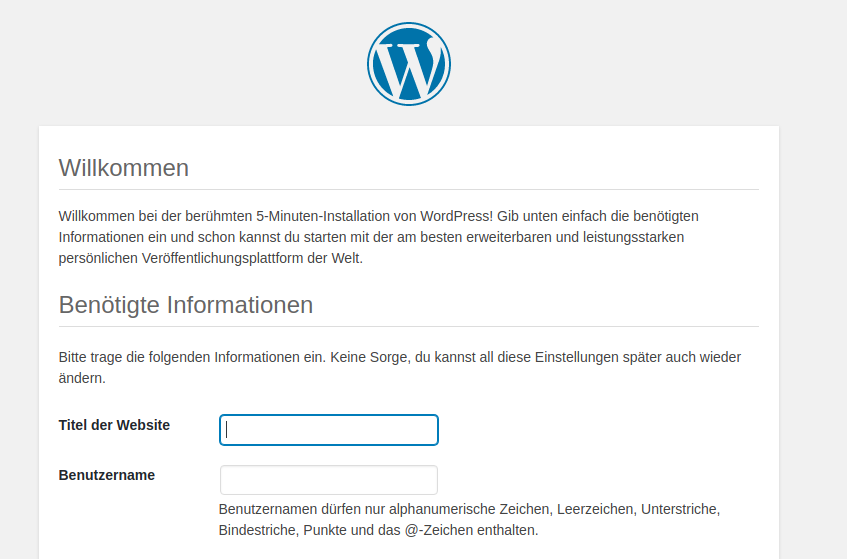 Willkommen
Willkommen bei der berühmten 5-Minuten-Installation von WordPress! Gib unten einfach die benötigten
Informationen ein und schon kannst du starten mit der am besten erweiterbaren und leistungsstarken
persönlichen Veröffentlichungsplattform der Welt.
Benötigte Informationen
Bitte trage die folgenden Informationen ein. Keine Sorge, du kannst all diese Einstellungen später auch wieder
ändern.
Titel der Website
Benutzername
Benutzernamen dürfen nur alphanumerische Zeichen, Leerzeichen, Unterstriche,
Bindestriche, Punkte und das @-Zeichen enthalten.